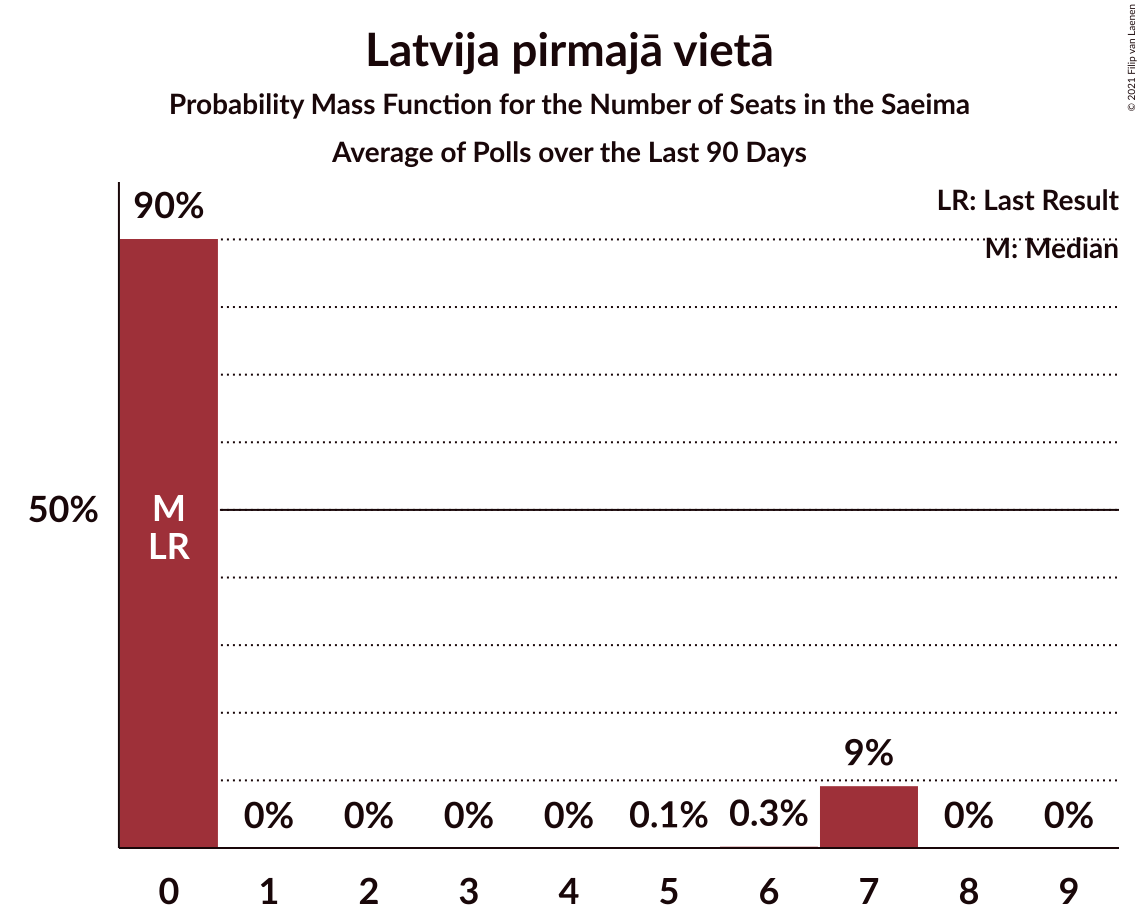 Latvija pirmajā vietā
Probability Mass Function for the Number of Seats in the Saeima
Average of Polls over the Last 90 Days
© 2021 Filip van Laenen
LR: Last Result
M: Median
90%
50%
M
LR
9%
0% 0% 0% 0% 0.1% 0.3% 0% 0%
0 1 2 3 4 5 6 7 8 9